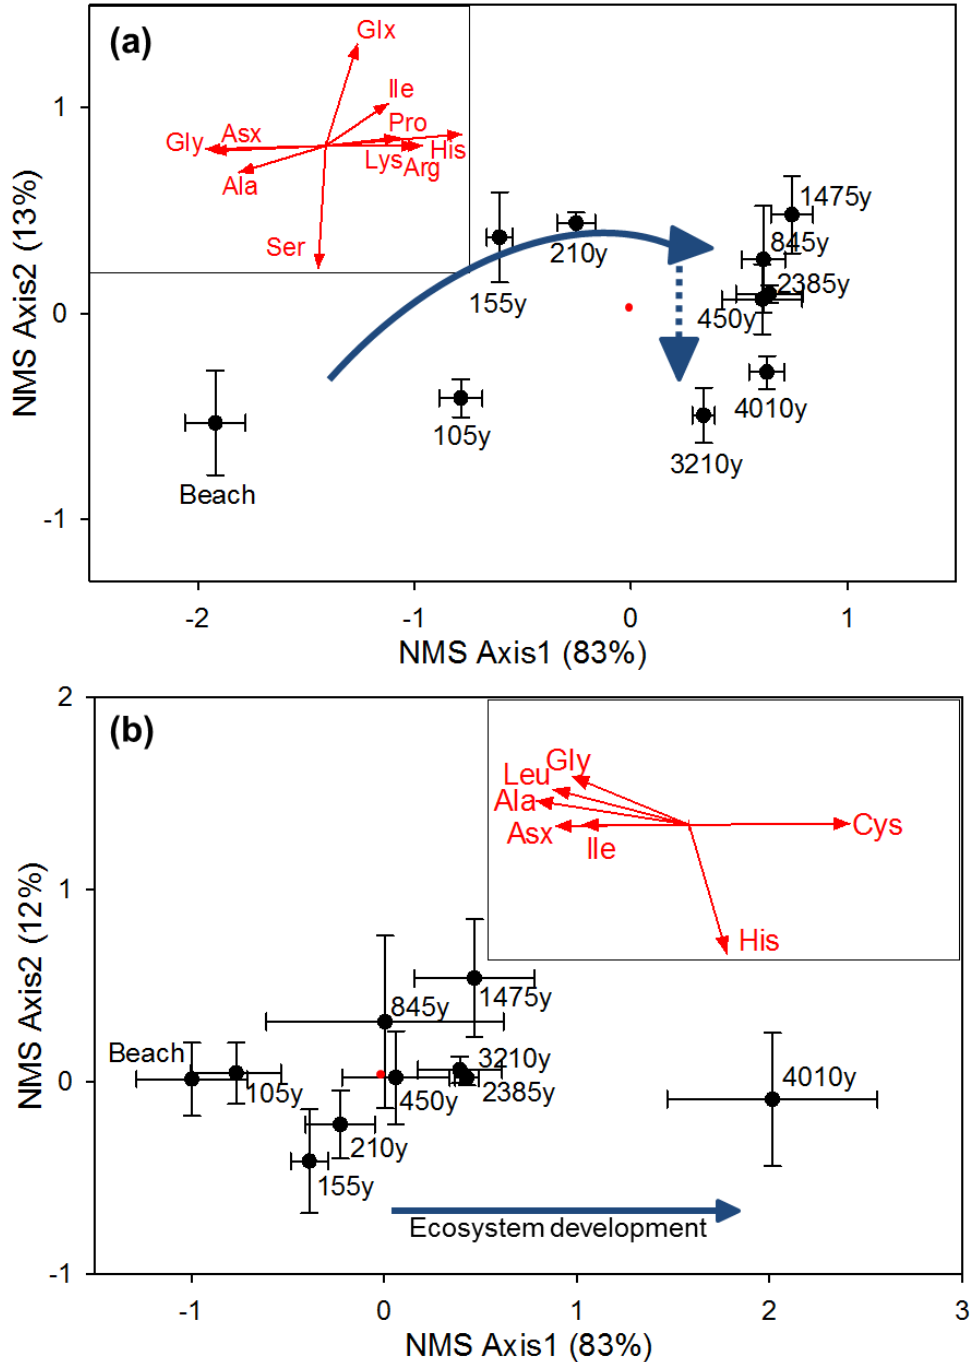 (a)
Glx
Ile
Pro
Gly
Asx
His
Lys
Arg
Ala
Ser
1
0
-1
NMS Axis2 (13%)
1475y
845y
2385y
450y
210y
155y
4010y
105y
3210y
Beach
-2
-1
0
1
NMS Axis1 (83%)
(b)
2
1
0
-1
NMS Axis2 (12%)
Gly
Leu
Ala
Asx
Ile
Cys
His
1475y
845y
Beach
3210y
105y
450y
2385y
4010y
210y
155y
Ecosystem development
-1
0
1
2
3
NMS Axis1 (83%)